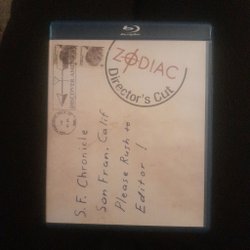 ZODIAC
Director's Cut
S.F. Chronicle
San Fran. Calif
Please Rush to
Editor !